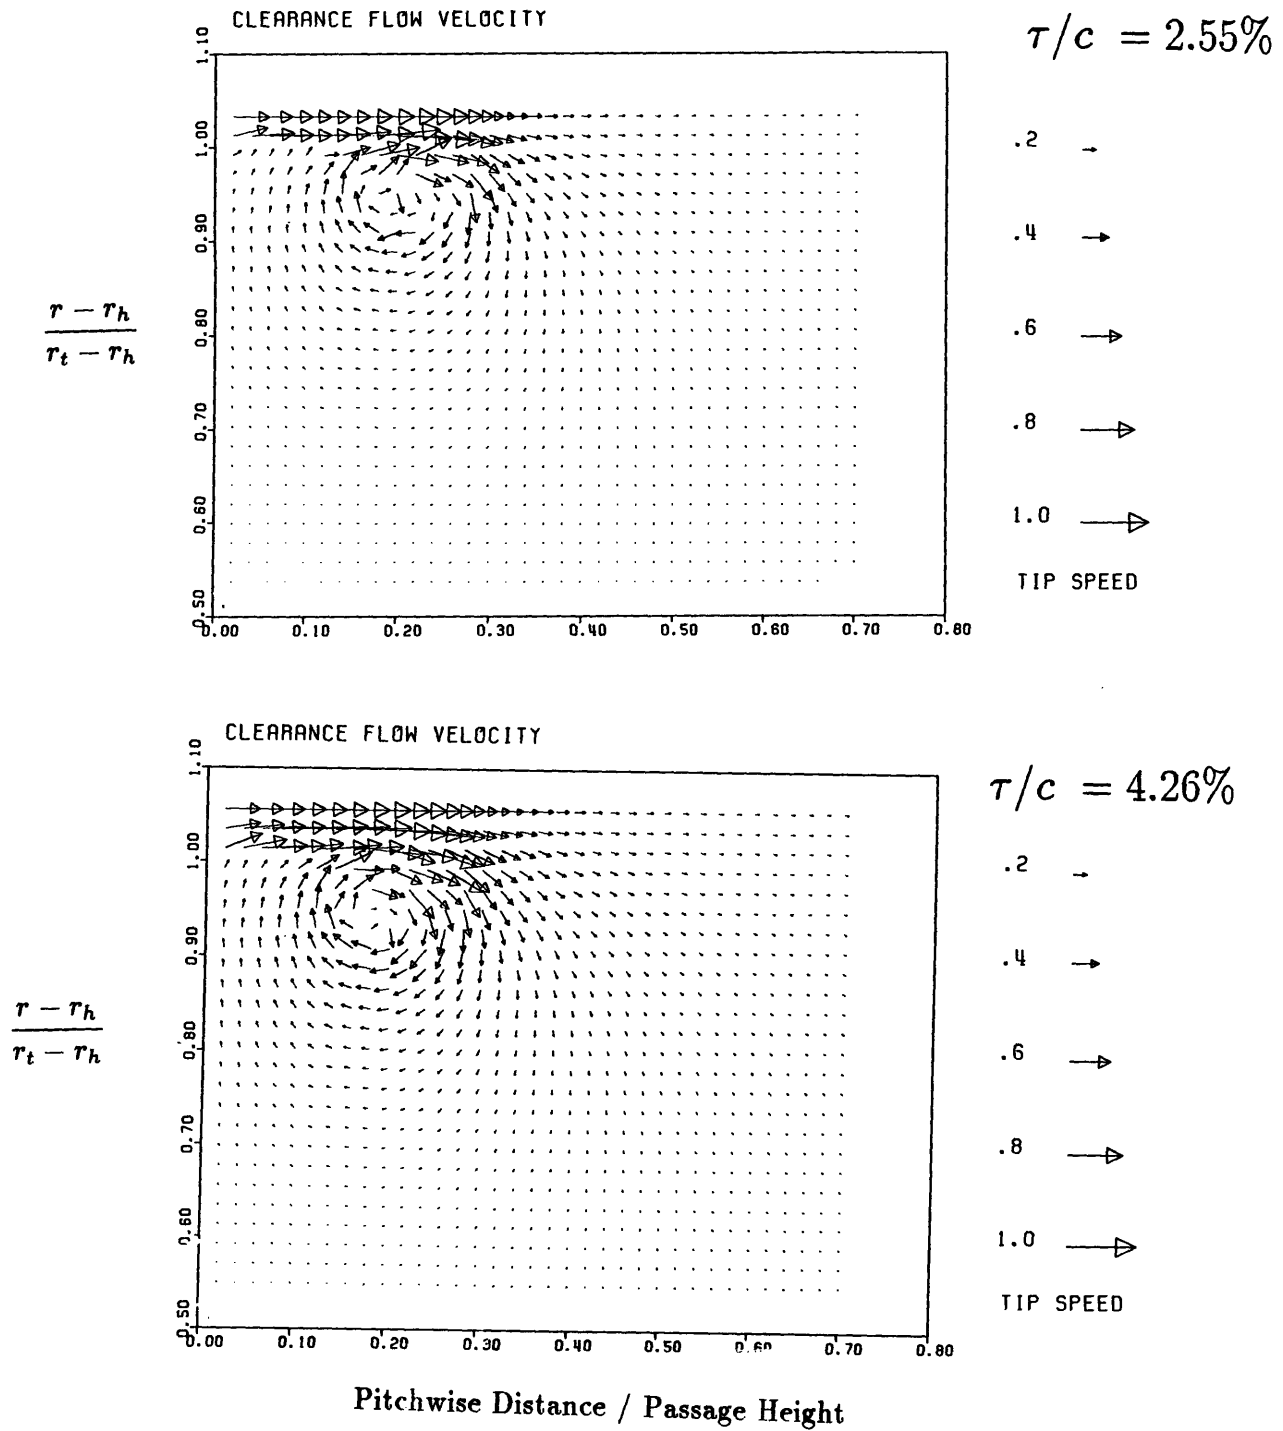 CLEARANCE FLOW VELOCITY
τ/c = 2.55%
1.10
1.00
0.90
0.80
0.70
0.60
0.50
r − r_h
r_t − r_h
0.00 0.10 0.20 0.30 0.40 0.50 0.60 0.70 0.80
.2
.4
.6
.8
1.0
TIP SPEED
CLEARANCE FLOW VELOCITY
τ/c = 4.26%
1.10
1.00
0.90
0.80
0.70
0.60
0.50
r − r_h
r_t − r_h
0.00 0.10 0.20 0.30 0.40 0.50 0.60 0.70 0.80
.2
.4
.6
.8
1.0
TIP SPEED
Pitchwise Distance / Passage Height